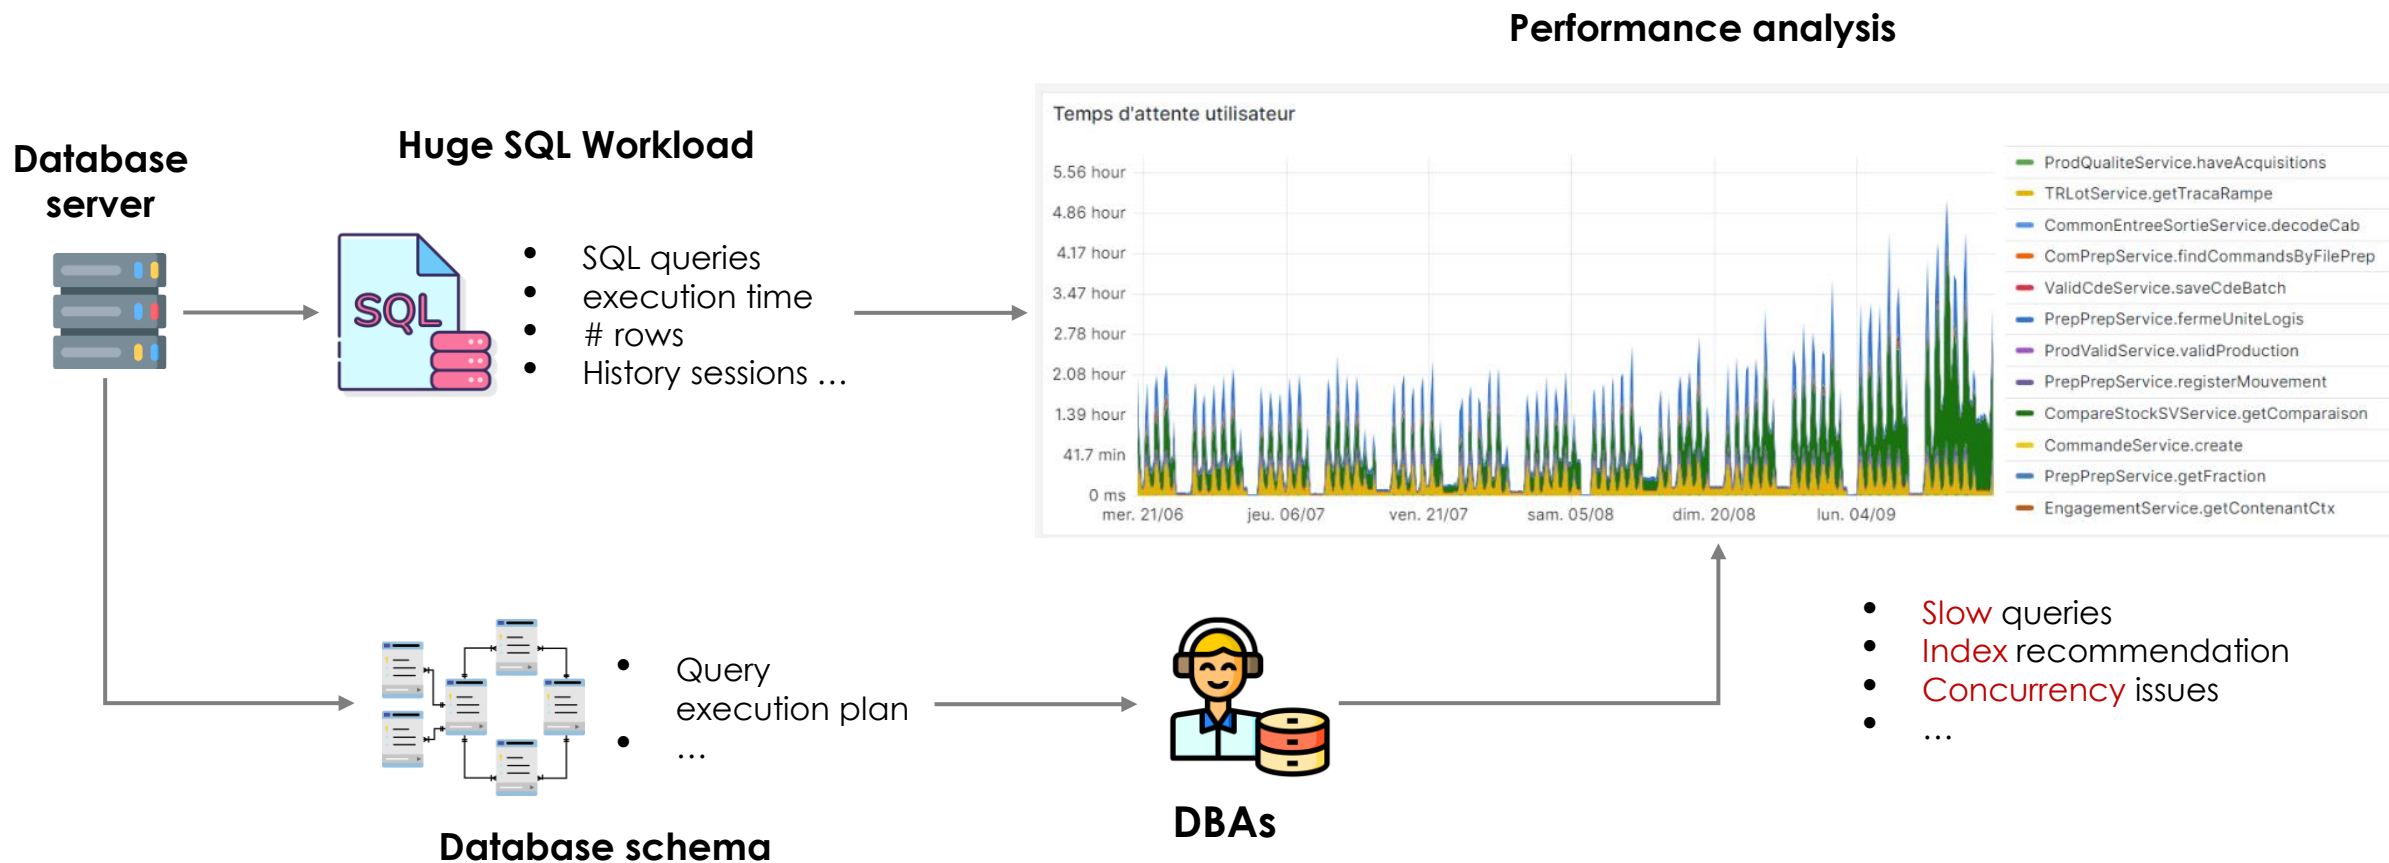 Performance analysis
Database
server
Huge SQL Workload
SQL
• SQL queries
• execution time
• # rows
• History sessions ...
Temps d'attente utilisateur
5.56 hour
4.86 hour
4.17 hour
3.47 hour
2.78 hour
2.08 hour
1.39 hour
41.7 min
0 ms
mer. 21/06
jeu. 06/07
ven. 21/07
sam. 05/08
dim. 20/08
lun. 04/09
ProdQualiteService.haveAcquisitions
TRLotService.getTracaRampe
CommonEntreeSortieService.decodeCab
ComPrepService.findCommandsByFilePrep
ValidCdeService.saveCdeBatch
PrepPrepService.fermeUniteLogis
ProdValidService.validProduction
PrepPrepService.registerMouvement
CompareStockSVService.getComparaison
CommandeService.create
PrepPrepService.getFraction
EngagementService.getContenantCtx
• Query
execution plan
• ...
Database schema
DBAs
• Slow queries
• Index recommendation
• Concurrency issues
• ...